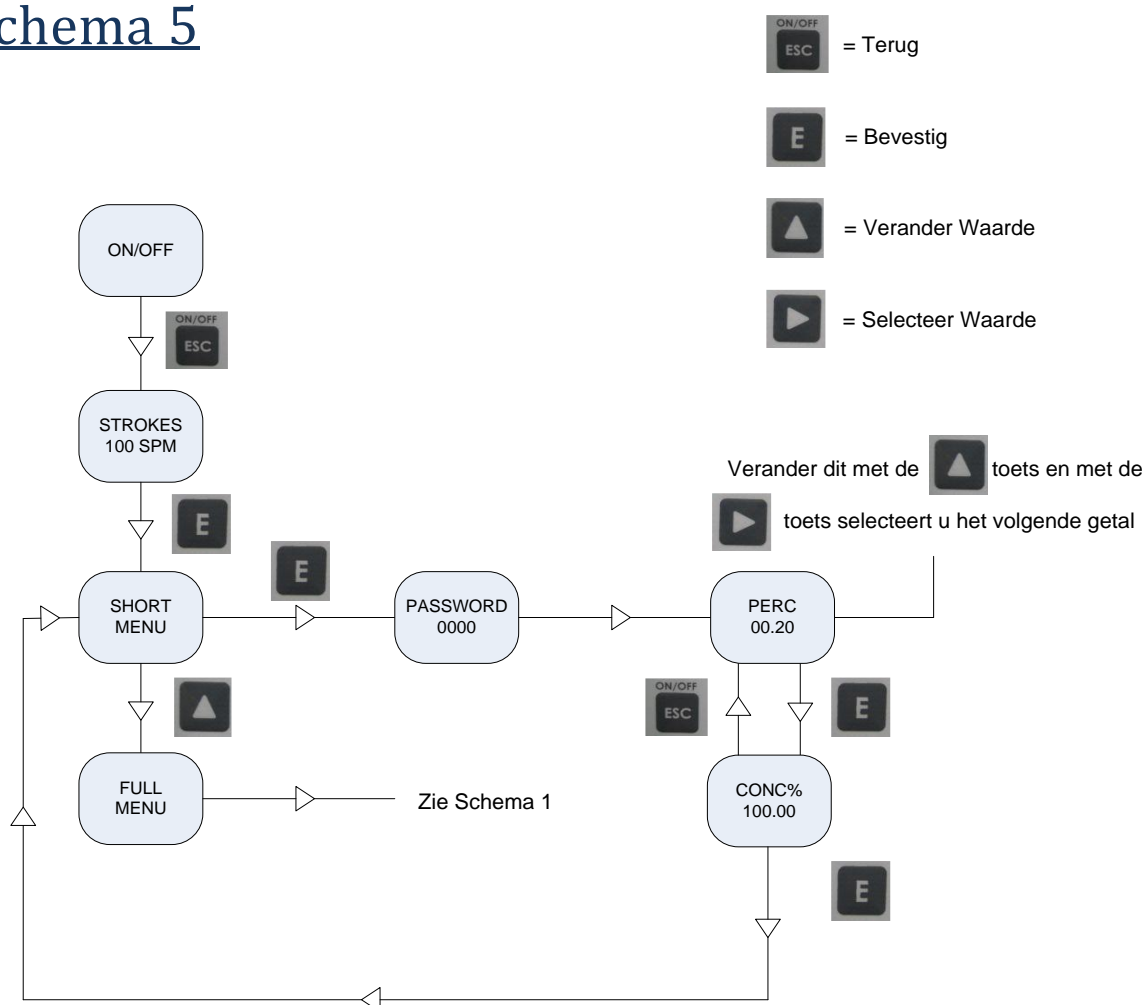 chema 5
ON/OFF
ESC
= Terug
E
= Bevestig
= Verander Waarde
= Selecteer Waarde
ON/OFF
ON/OFF
ESC
STROKES
100 SPM
E
E
Verander dit met de toets en met de
toets selecteert u het volgende getal
SHORT
MENU
PASSWORD
0000
PERC
00.20
ON/OFF
ESC
E
FULL
MENU
Zie Schema 1
CONC%
100.00
E